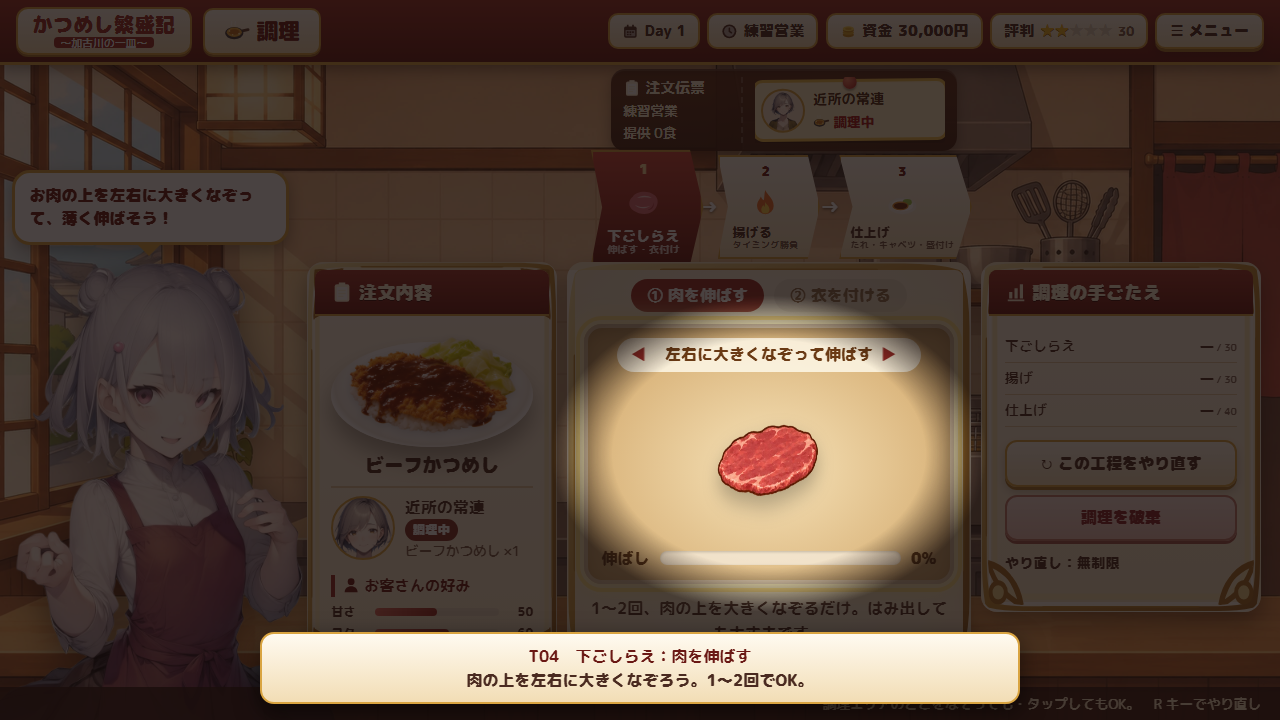 かつめし繁盛記
〜加古川の一皿〜
調理
Day 1
練習営業
資金 30,000円
評判 ★★☆☆☆ 30
☰ メニュー
注文伝票
練習営業
提供 0食
近所の常連
調理中
1
下ごしらえ
伸ばす・衣付け
2
揚げる
タイミング勝負
3
仕上げ
たれ・キャベツ・盛付け
お肉の上を左右に大きくなぞっ
て、薄く伸ばそう！
注文内容
ビーフかつめし
近所の常連
調理中
ビーフかつめし ×1
お客さんの好み
甘さ 50
① 肉を伸ばす
② 衣を付ける
◀ 左右に大きくなぞって伸ばす ▶
伸ばし 0%
1〜2回、肉の上を大きくなぞるだけ。はみ出して
調理の手ごたえ
下ごしらえ ― / 30
揚げ ― / 30
仕上げ ― / 40
↻ この工程をやり直す
調理を破棄
やり直し：無制限
T04　下ごしらえ：肉を伸ばす
肉の上を左右に大きくなぞろう。1〜2回でOK。
・タップしてもOK。 R キーでやり直し